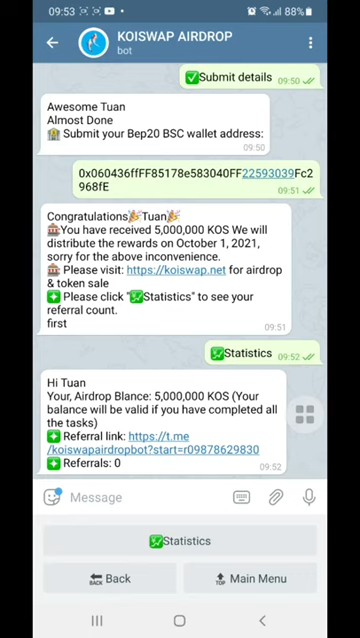 09:53
88%
KOISWAP AIRDROP
bot
✅Submit details
09:50
Awesome Tuan
Almost Done
🏦 Submit your Bep20 BSC wallet address:
09:50
0x060436ffFF85178e583040FF22593039Fc2
968fE
09:51
Congratulations🎉Tuan🎉
🎰You have received 5,000,000 KOS We will
distribute the rewards on October 1, 2021,
sorry for the above inconvenience.
🎰 Please visit: https://koiswap.net for airdrop
& token sale
❇️ Please click "💹Statistics" to see your
referral count.
first
09:51
💹Statistics
09:52
Hi Tuan
Your, Airdrop Blance: 5,000,000 KOS (Your
balance will be valid if you have completed all
the tasks)
❇️ Referral link: https://t.me
/koiswapairdropbot?start=r09878629830
❇️ Referrals: 0
09:52
Message
💹Statistics
🔙 Back
🔝 Main Menu